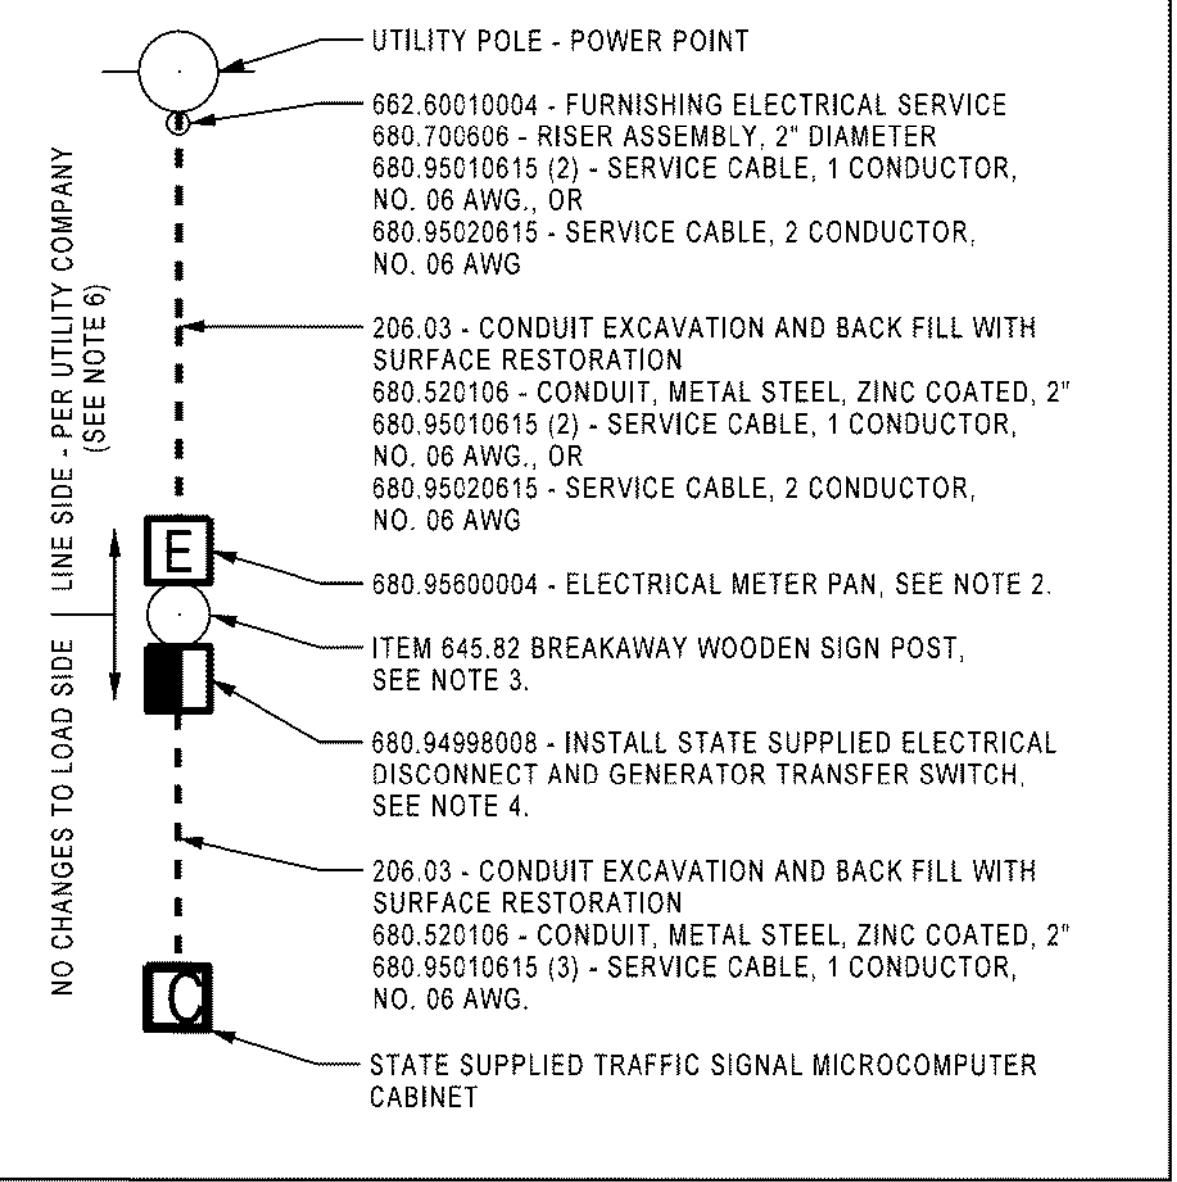 UTILITY POLE - POWER POINT
662.60010004 - FURNISHING ELECTRICAL SERVICE
680.700606 - RISER ASSEMBLY, 2" DIAMETER
680.95010615 (2) - SERVICE CABLE, 1 CONDUCTOR,
NO. 06 AWG., OR
680.95020615 - SERVICE CABLE, 2 CONDUCTOR,
NO. 06 AWG
LINE SIDE - PER UTILITY COMPANY
(SEE NOTE 6)
206.03 - CONDUIT EXCAVATION AND BACK FILL WITH
SURFACE RESTORATION
680.520106 - CONDUIT, METAL STEEL, ZINC COATED, 2"
680.95010615 (2) - SERVICE CABLE, 1 CONDUCTOR,
NO. 06 AWG., OR
680.95020615 - SERVICE CABLE, 2 CONDUCTOR,
NO. 06 AWG
E
680.95600004 - ELECTRICAL METER PAN, SEE NOTE 2.
ITEM 645.82 BREAKAWAY WOODEN SIGN POST,
SEE NOTE 3.
NO CHANGES TO LOAD SIDE
680.94998008 - INSTALL STATE SUPPLIED ELECTRICAL
DISCONNECT AND GENERATOR TRANSFER SWITCH,
SEE NOTE 4.
206.03 - CONDUIT EXCAVATION AND BACK FILL WITH
SURFACE RESTORATION
680.520106 - CONDUIT, METAL STEEL, ZINC COATED, 2"
680.95010615 (3) - SERVICE CABLE, 1 CONDUCTOR,
NO. 06 AWG.
C
STATE SUPPLIED TRAFFIC SIGNAL MICROCOMPUTER
CABINET